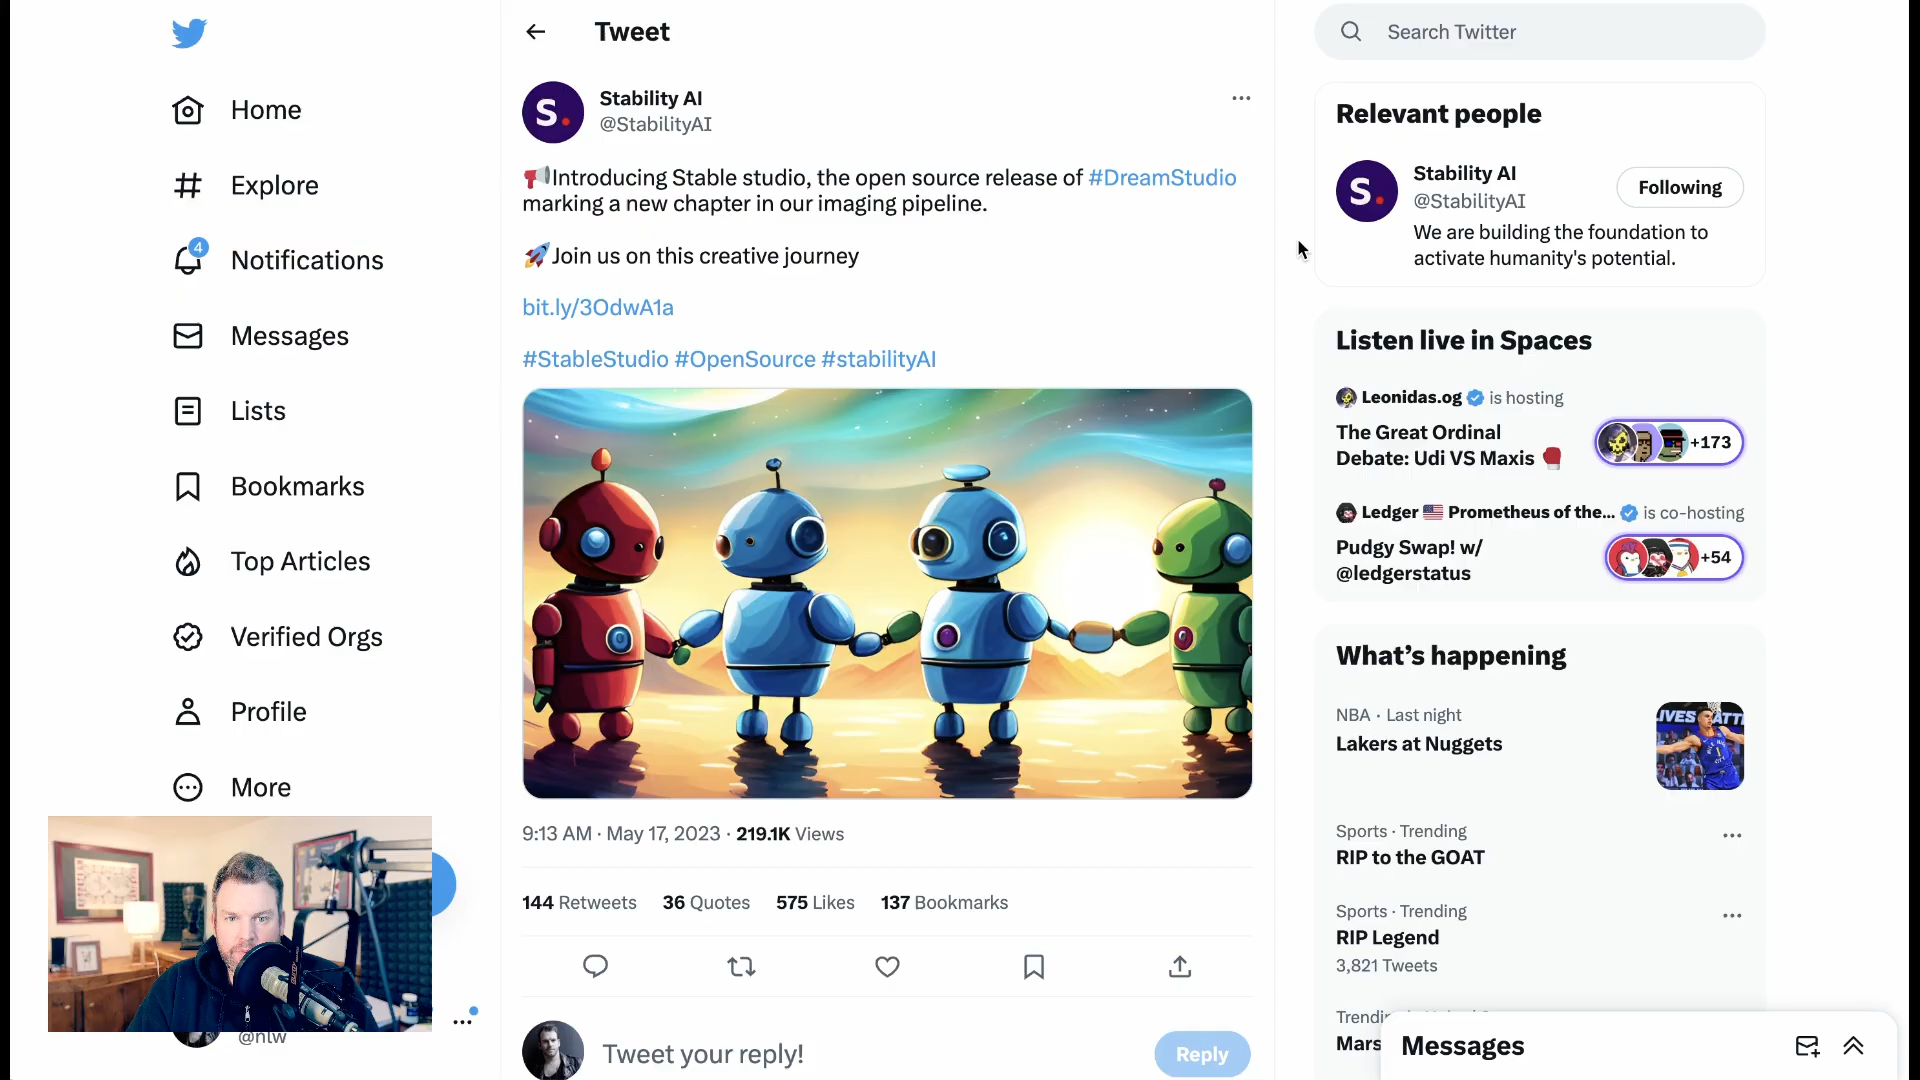 Home
Explore
4
Notifications
Messages
Lists
Bookmarks
Top Articles
Verified Orgs
Profile
More
@nlw
Tweet
S.
Stability AI
@StabilityAI
📢Introducing Stable studio, the open source release of #DreamStudio
marking a new chapter in our imaging pipeline.
🚀Join us on this creative journey
bit.ly/3OdwA1a
#StableStudio #OpenSource #stabilityAI
9:13 AM · May 17, 2023 · 219.1K Views
144 Retweets 36 Quotes 575 Likes 137 Bookmarks
Tweet your reply!
Reply
Search Twitter
Relevant people
S.
Stability AI
@StabilityAI
Following
We are building the foundation to
activate humanity's potential.
Listen live in Spaces
Leonidas.og is hosting
The Great Ordinal
Debate: Udi VS Maxis 🥊
+173
Ledger 🇺🇸 Prometheus of the... is co-hosting
Pudgy Swap! w/
@ledgerstatus
+54
What's happening
NBA · Last night
Lakers at Nuggets
Sports · Trending
RIP to the GOAT
Sports · Trending
RIP Legend
3,821 Tweets
Mars
Messages